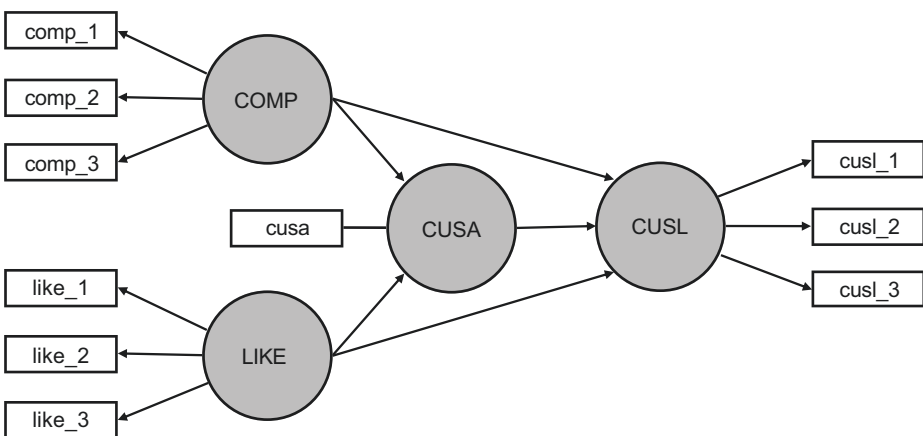 comp_1
comp_2
comp_3
COMP
cusa
CUSA
CUSL
cusl_1
cusl_2
cusl_3
like_1
like_2
like_3
LIKE